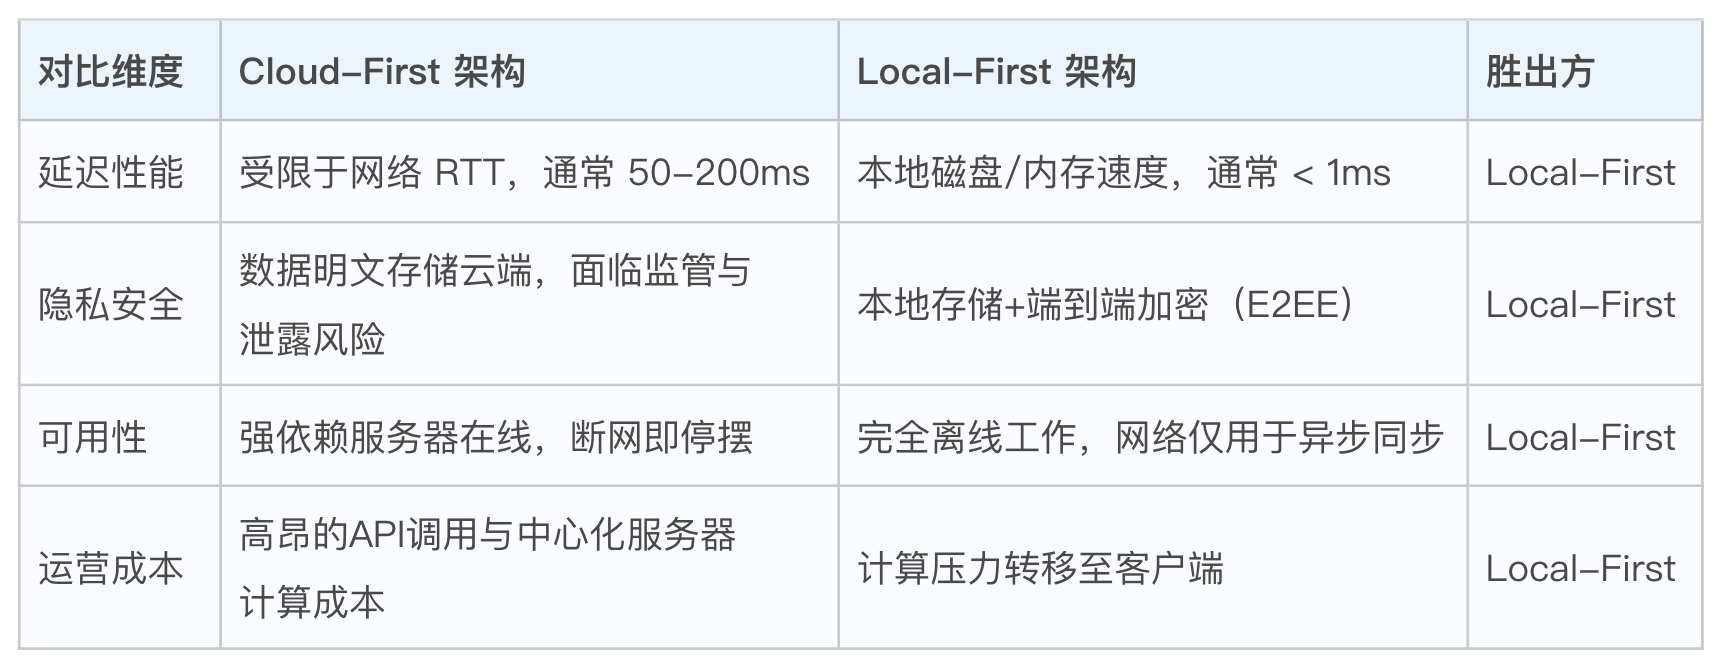 对比维度
Cloud-First 架构
Local-First 架构
胜出方
延迟性能
受限于网络 RTT，通常 50-200ms
本地磁盘/内存速度，通常 < 1ms
Local-First
隐私安全
数据明文存储云端，面临监管与
泄露风险
本地存储+端到端加密（E2EE）
Local-First
可用性
强依赖服务器在线，断网即停摆
完全离线工作，网络仅用于异步同步
Local-First
运营成本
高昂的API调用与中心化服务器
计算成本
计算压力转移至客户端
Local-First